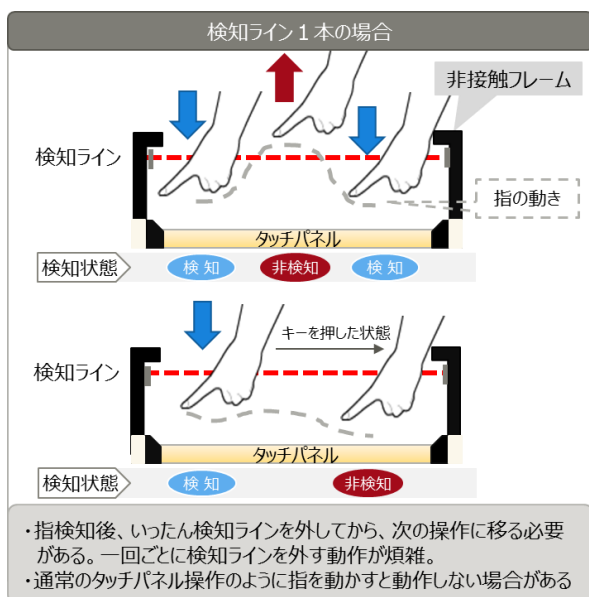 検知ライン１本の場合
非接触フレーム
検知ライン
指の動き
タッチパネル
検知状態
検 知
非検知
検 知
キーを押した状態
検知ライン
タッチパネル
検知状態
検 知
非検知
・指検知後、いったん検知ラインを外してから、次の操作に移る必要
がある。一回ごとに検知ラインを外す動作が煩雑。
・通常のタッチパネル操作のように指を動かすと動作しない場合がある